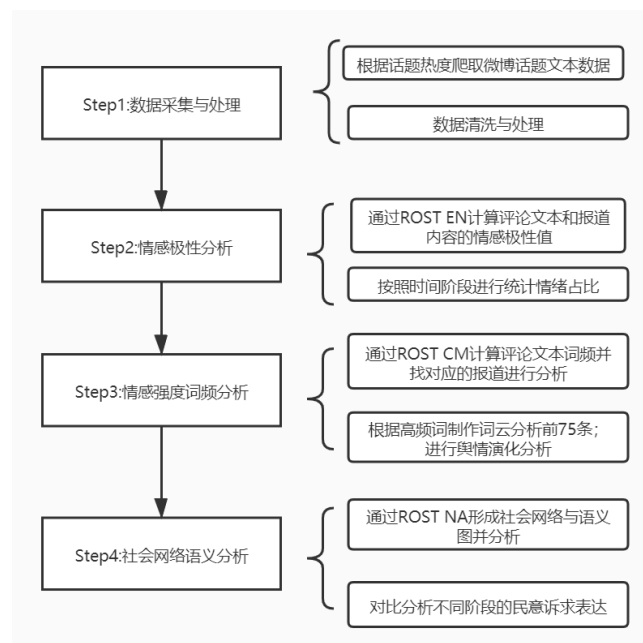 Step1:数据采集与处理
根据话题热度爬取微博话题文本数据
数据清洗与处理
Step2:情感极性分析
通过ROST EN计算评论文本和报道
内容的情感极性值
按照时间阶段进行统计情绪占比
Step3:情感强度词频分析
通过ROST CM计算评论文本词频并
找对应的报道进行分析
根据高频词制作词云分析前75条；
进行舆情演化分析
Step4:社会网络语义分析
通过ROST NA形成社会网络与语义
图并分析
对比分析不同阶段的民意诉求表达